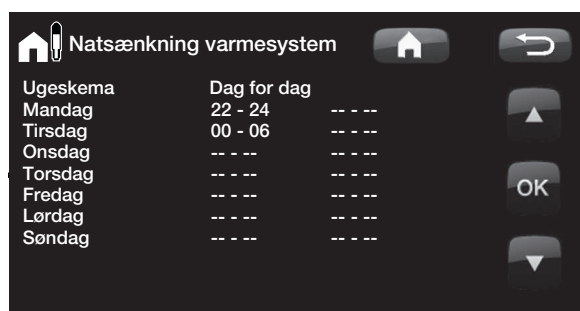 Natsænkning varmesystem
Ugeskema Dag for dag
Mandag 22 - 24 -- - --
Tirsdag 00 - 06 -- - --
Onsdag -- - -- -- - --
Torsdag -- - -- -- - --
Fredag -- - -- -- - --
Lørdag -- - -- -- - --
Søndag -- - -- -- - --
OK